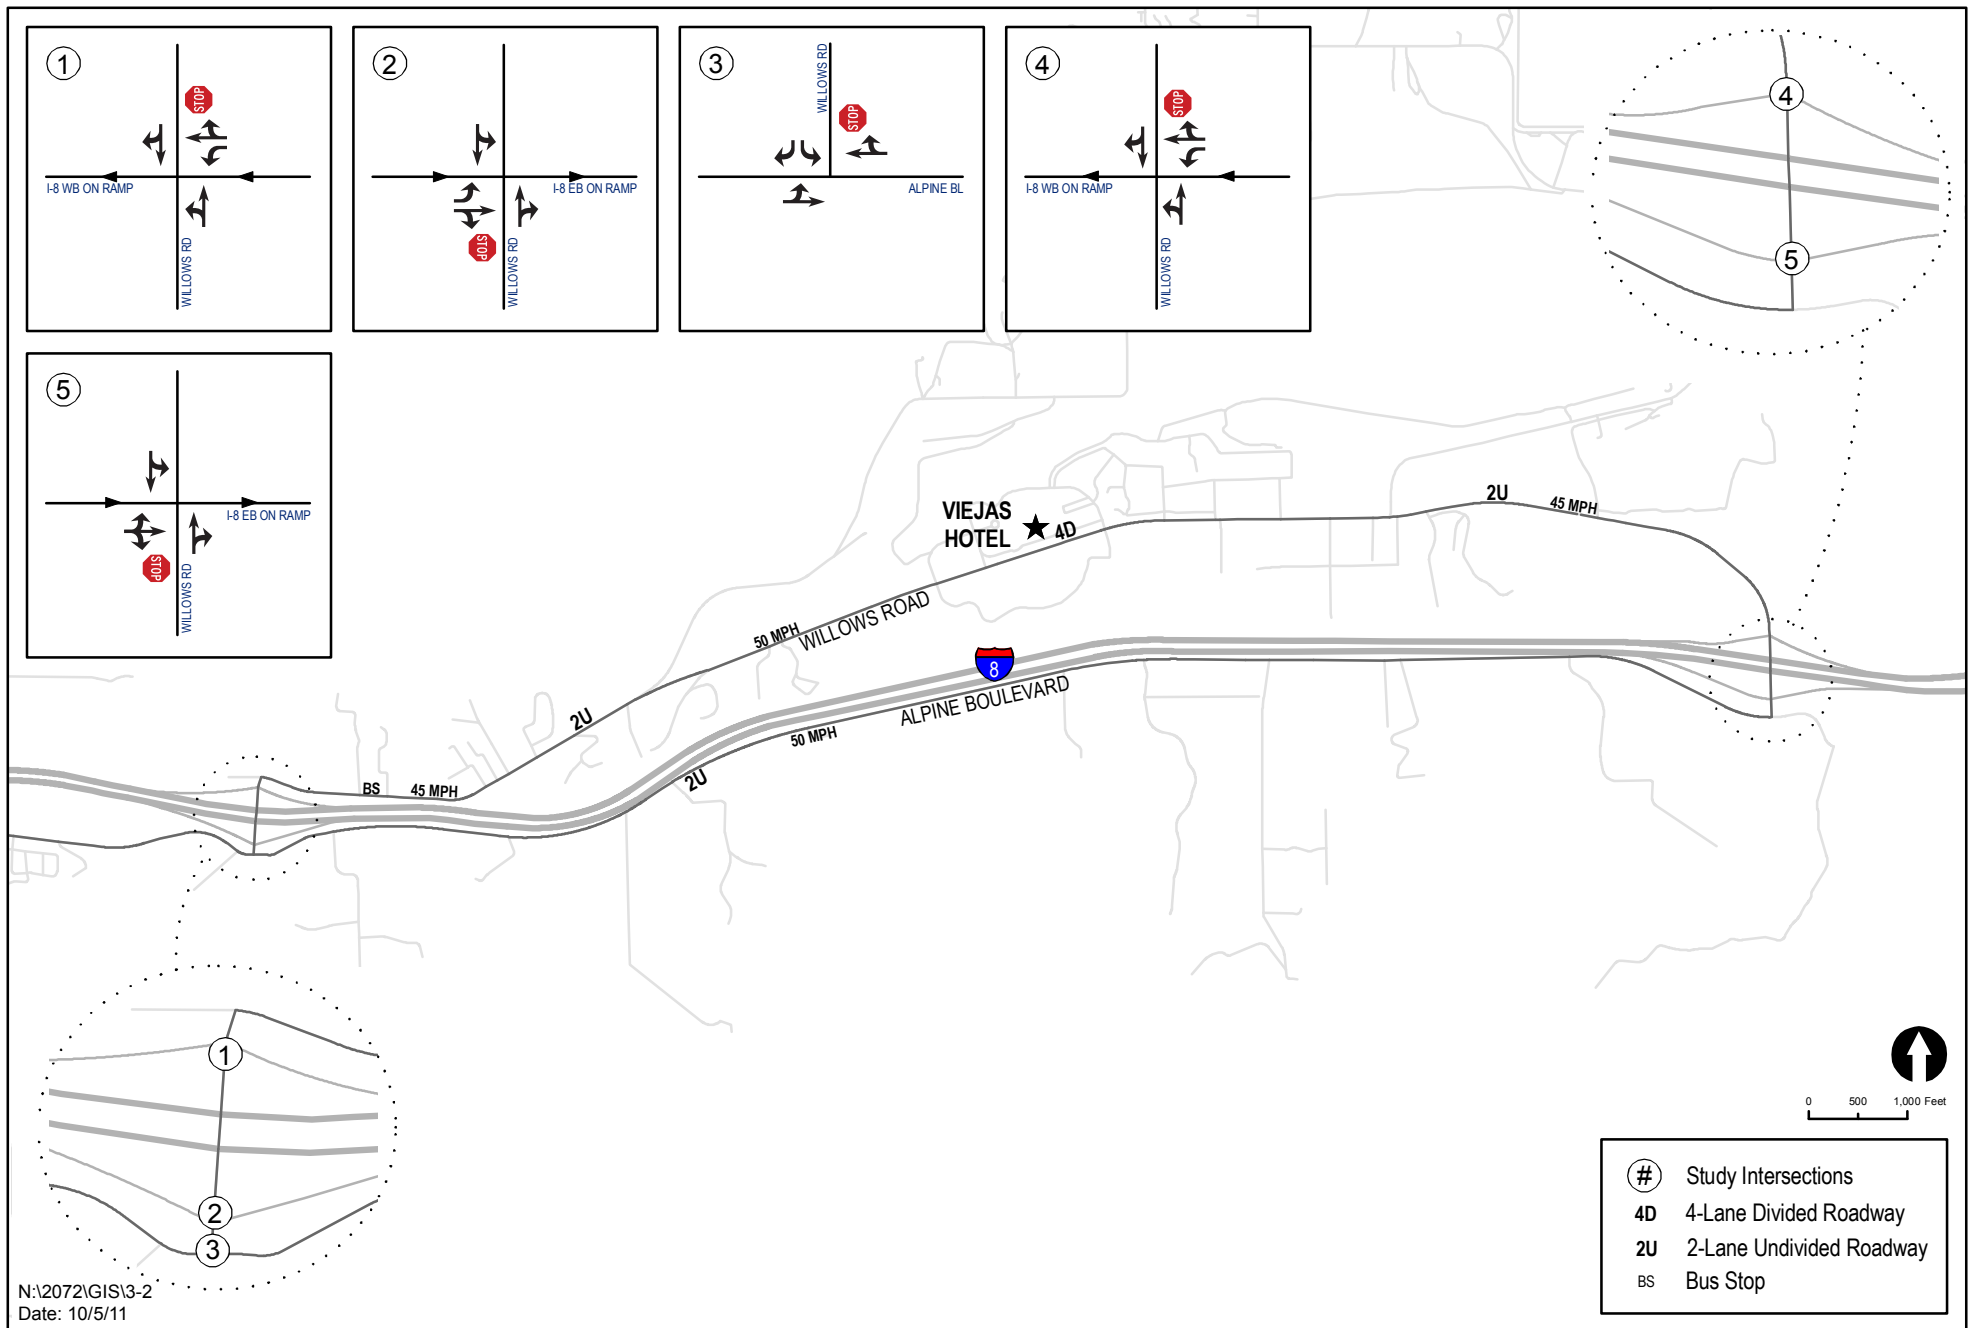 1
STOP
I-8 WB ON RAMP
WILLOWS RD
2
I-8 EB ON RAMP
STOP
WILLOWS RD
3
WILLOWS RD
STOP
ALPINE BL
4
STOP
I-8 WB ON RAMP
WILLOWS RD
4
5
5
I-8 EB ON RAMP
STOP
WILLOWS RD
VIEJAS
HOTEL
4D
2U
45 MPH
50 MPH
WILLOWS ROAD
8
ALPINE BOULEVARD
50 MPH
2U
2U
BS
45 MPH
1
2
3
0 500 1,000 Feet
# Study Intersections
4D 4-Lane Divided Roadway
2U 2-Lane Undivided Roadway
BS Bus Stop
N:\2072\GIS\3-2
Date: 10/5/11